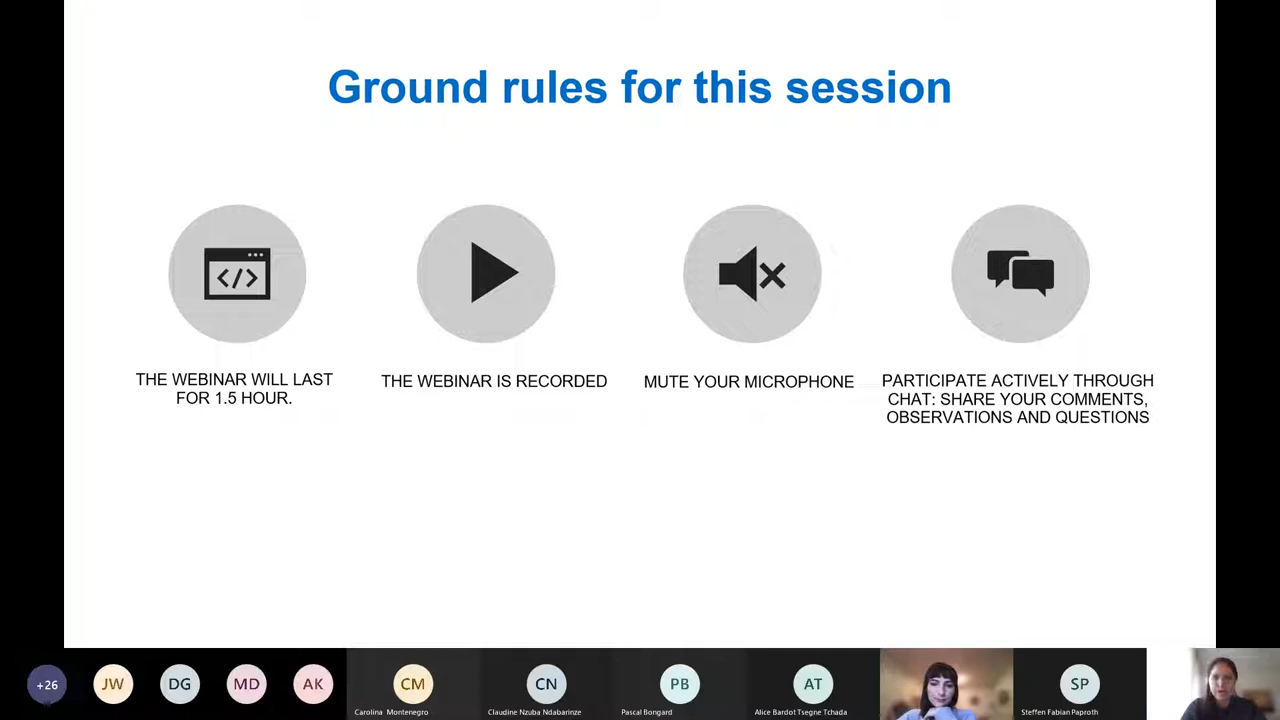 Ground rules for this session
</>
THE WEBINAR WILL LAST
FOR 1.5 HOUR.
THE WEBINAR IS RECORDED
MUTE YOUR MICROPHONE
PARTICIPATE ACTIVELY THROUGH
CHAT: SHARE YOUR COMMENTS,
OBSERVATIONS AND QUESTIONS
+26
JW
DG
MD
AK
CM
Carolina Montenegro
CN
Claudine Nzuba Ndabarinze
PB
Pascal Bongard
AT
Alice Bardot Tsegne Tchada
SP
Steffen Fabian Paproth